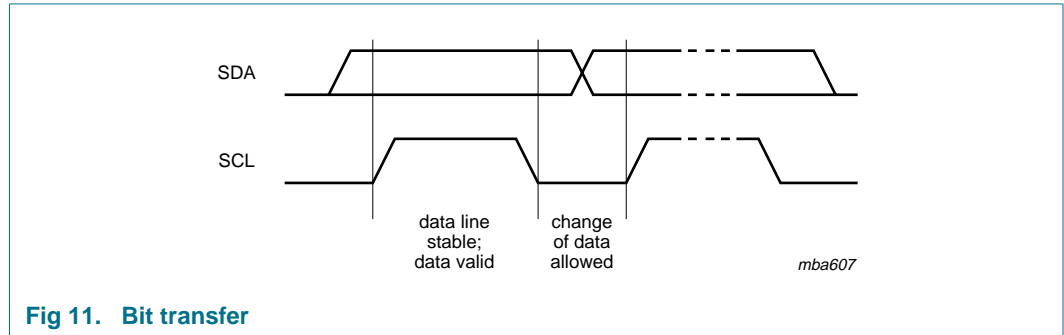 SDA
SCL
data line
stable;
data valid
change
of data
allowed
mba607
Fig 11. Bit transfer